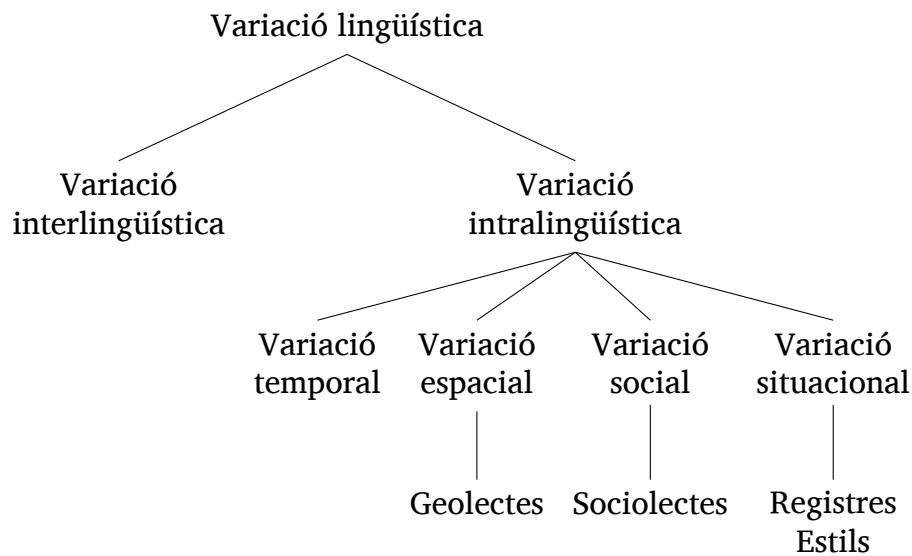 Variació lingüística
Variació
interlingüística
Variació
intralingüística
Variació
temporal
Variació
espacial
Variació
social
Variació
situacional
Geolectes
Sociolectes
Registres
Estils